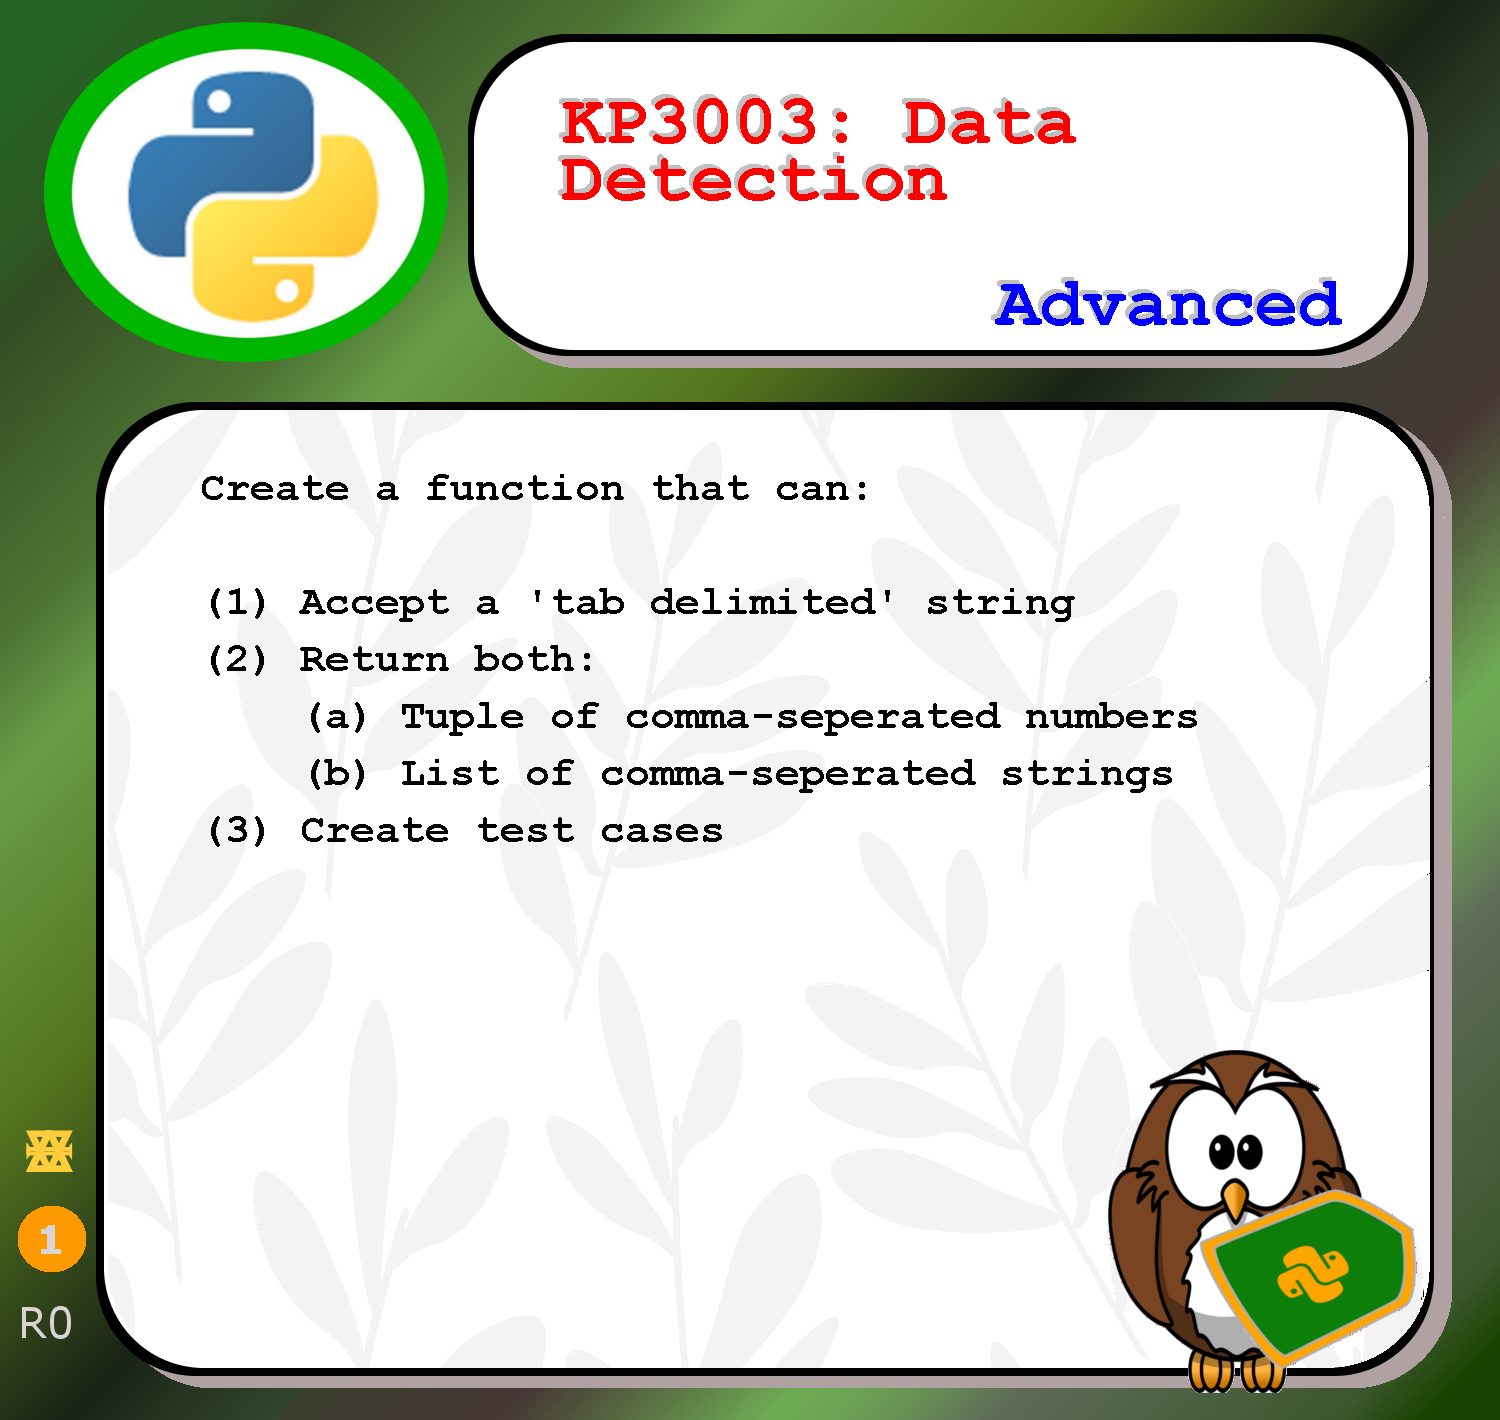 KP3003: Data
Detection
Advanced
Create a function that can:
(1) Accept a 'tab delimited' string
(2) Return both:
(a) Tuple of comma-seperated numbers
(b) List of comma-seperated strings
(3) Create test cases
1
R0